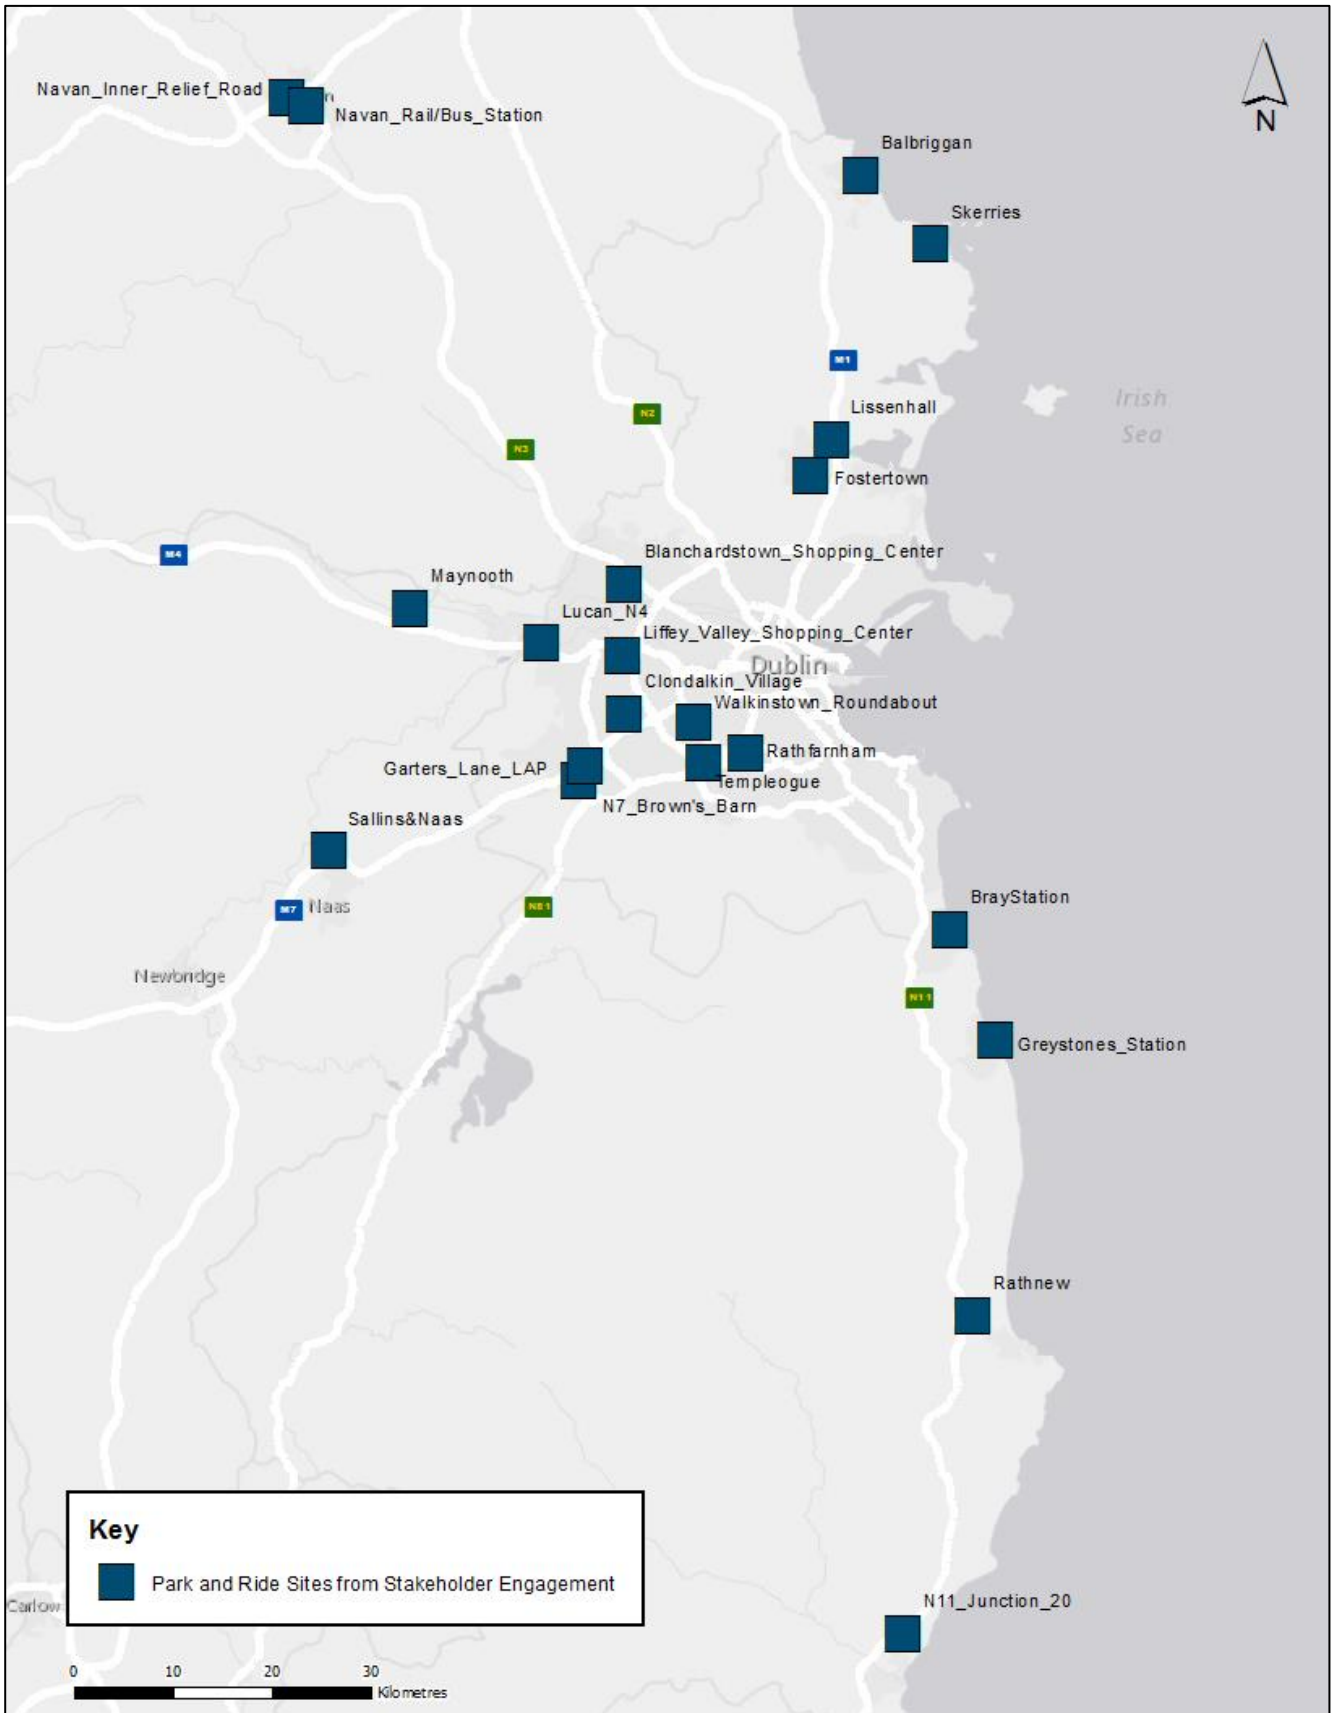 Navan_Inner_Relief_Road
n
Navan_Rail/Bus_Station
N
Balbriggan
Skerries
M1
Irish
Sea
Lissenhall
N2
N3
Fostertown
Blanchardstown_Shopping_Center
M4
Maynooth
Lucan_N4
Liffey_Valley_Shopping_Center
Dublin
Clondalkin_Village
Walkinstown_Roundabout
Rathfarnham
Garters_Lane_LAP
Templeogue
N7_Brown's_Barn
Sallins&Naas
BrayStation
M7
Naas
N81
Newbridge
N11
Greystones_Station
Rathnew
Key
Park and Ride Sites from Stakeholder Engagement
Carlow
N11_Junction_20
0 10 20 30
Kilometres